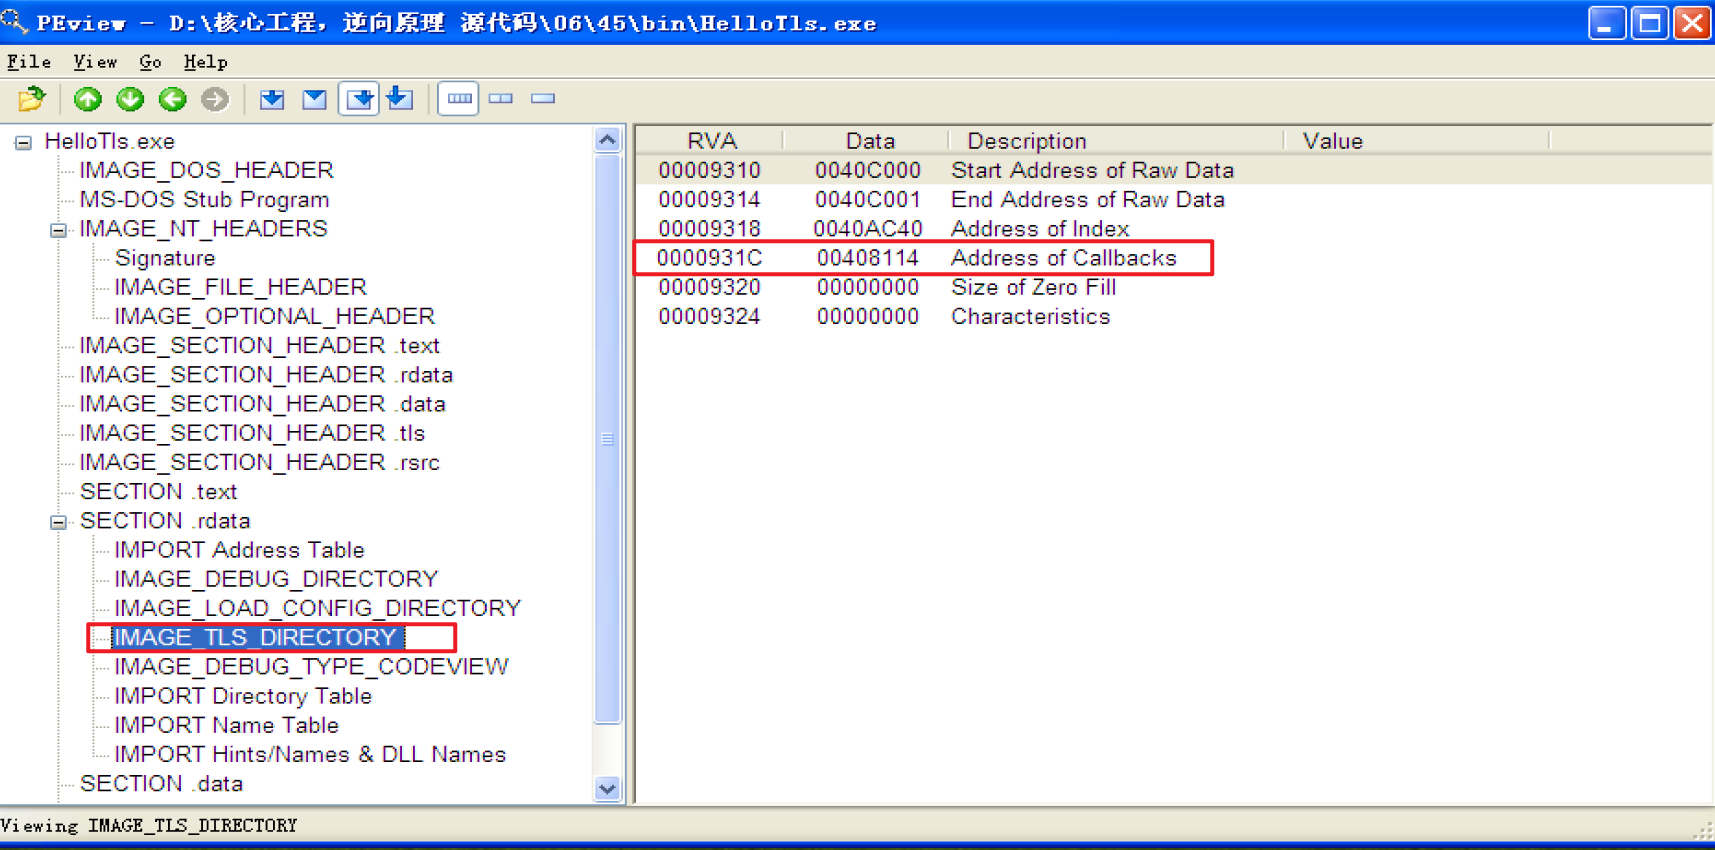 PEview - D:\核心工程，逆向原理 源代码\06\45\bin\HelloTls.exe
File View Go Help
HelloTls.exe
IMAGE_DOS_HEADER
MS-DOS Stub Program
IMAGE_NT_HEADERS
Signature
IMAGE_FILE_HEADER
IMAGE_OPTIONAL_HEADER
IMAGE_SECTION_HEADER .text
IMAGE_SECTION_HEADER .rdata
IMAGE_SECTION_HEADER .data
IMAGE_SECTION_HEADER .tls
IMAGE_SECTION_HEADER .rsrc
SECTION .text
SECTION .rdata
IMPORT Address Table
IMAGE_DEBUG_DIRECTORY
IMAGE_LOAD_CONFIG_DIRECTORY
IMAGE_TLS_DIRECTORY
IMAGE_DEBUG_TYPE_CODEVIEW
IMPORT Directory Table
IMPORT Name Table
IMPORT Hints/Names & DLL Names
SECTION .data
RVA Data Description Value
00009310 0040C000 Start Address of Raw Data
00009314 0040C001 End Address of Raw Data
00009318 0040AC40 Address of Index
0000931C 00408114 Address of Callbacks
00009320 00000000 Size of Zero Fill
00009324 00000000 Characteristics
Viewing IMAGE_TLS_DIRECTORY